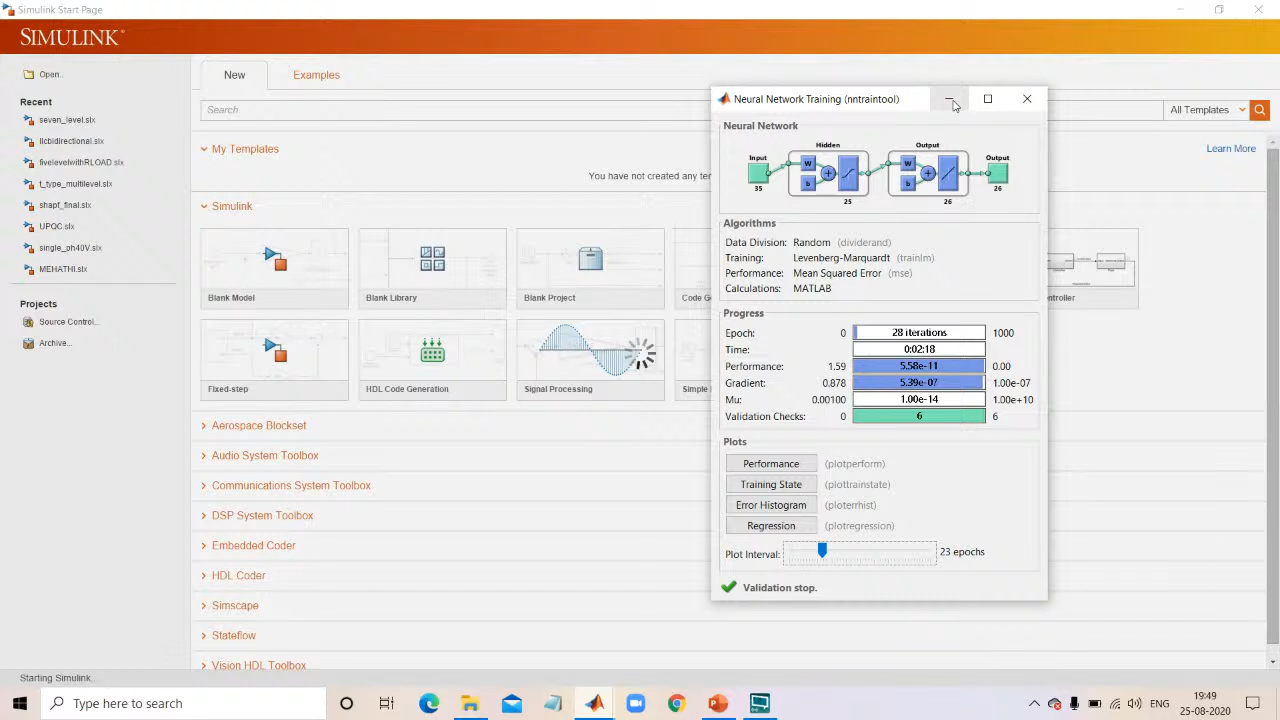 Simulink Start Page
SIMULINK®
Open..
Recent
seven_level.slx
llcbidirectional.slx
fivelevelwithRLOAD.slx
t_type_multilevel.slx
shapf_final.slx
UPQC.slx
single_ph40V.slx
MEHATHI.slx
Projects
Source Control...
Archive...
New
Examples
Search
All Templates
My Templates
Learn More
You have not created any
Simulink
Blank Model
Blank Library
Blank Project
Fixed-step
HDL Code Generation
Signal Processing
Aerospace Blockset
Audio System Toolbox
Communications System Toolbox
DSP System Toolbox
Embedded Coder
HDL Coder
Simscape
Stateflow
Vision HDL Toolbox
Starting Simulink.
Neural Network Training (nntraintool)
Neural Network
Hidden
Output
Input
W
b
W
b
Output
35
25
26
26
Algorithms
Data Division: Random (dividerand)
Training: Levenberg-Marquardt (trainlm)
Performance: Mean Squared Error (mse)
Calculations: MATLAB
Progress
Epoch: 0 28 iterations 1000
Time: 0:02:18
Performance: 1.59 5.58e-11 0.00
Gradient: 0.878 5.39e-07 1.00e-07
Mu: 0.00100 1.00e-14 1.00e+10
Validation Checks: 0 6 6
Plots
Performance (plotperform)
Training State (plottrainstate)
Error Histogram (ploterrhist)
Regression (plotregression)
Plot Interval: 23 epochs
Validation stop.
Type here to search
ENG
19:49
25-08-2020